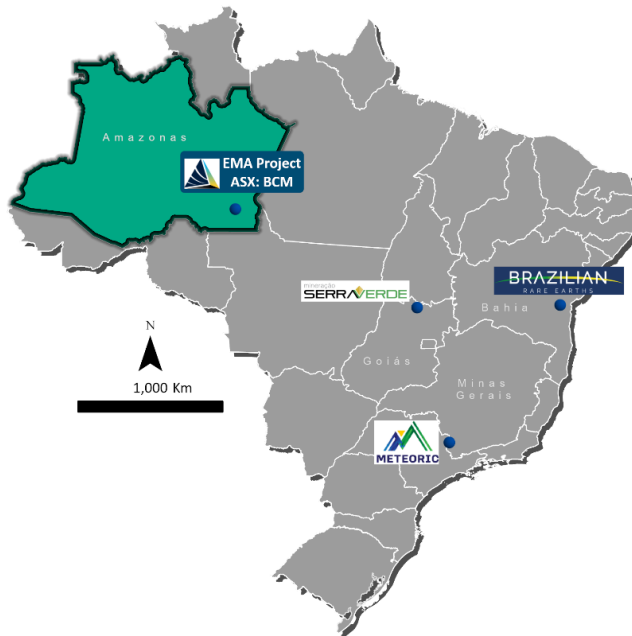 Amazonas
EMA Project
ASX: BCM
mineração
SERRAVERDE
BRAZILIAN
RARE EARTHS
Bahia
N
Goiás
1,000 Km
Minas
Gerais
METEORIC